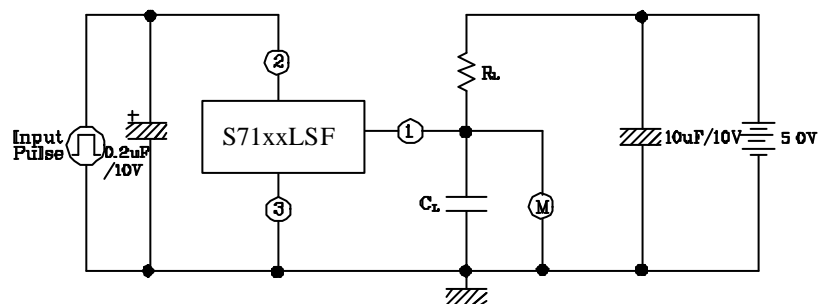 2
S71xxLSF
1
3
Input
Pulse
+
0.2uF
/10V
RL
CL
M
10uF/10V
5.0V